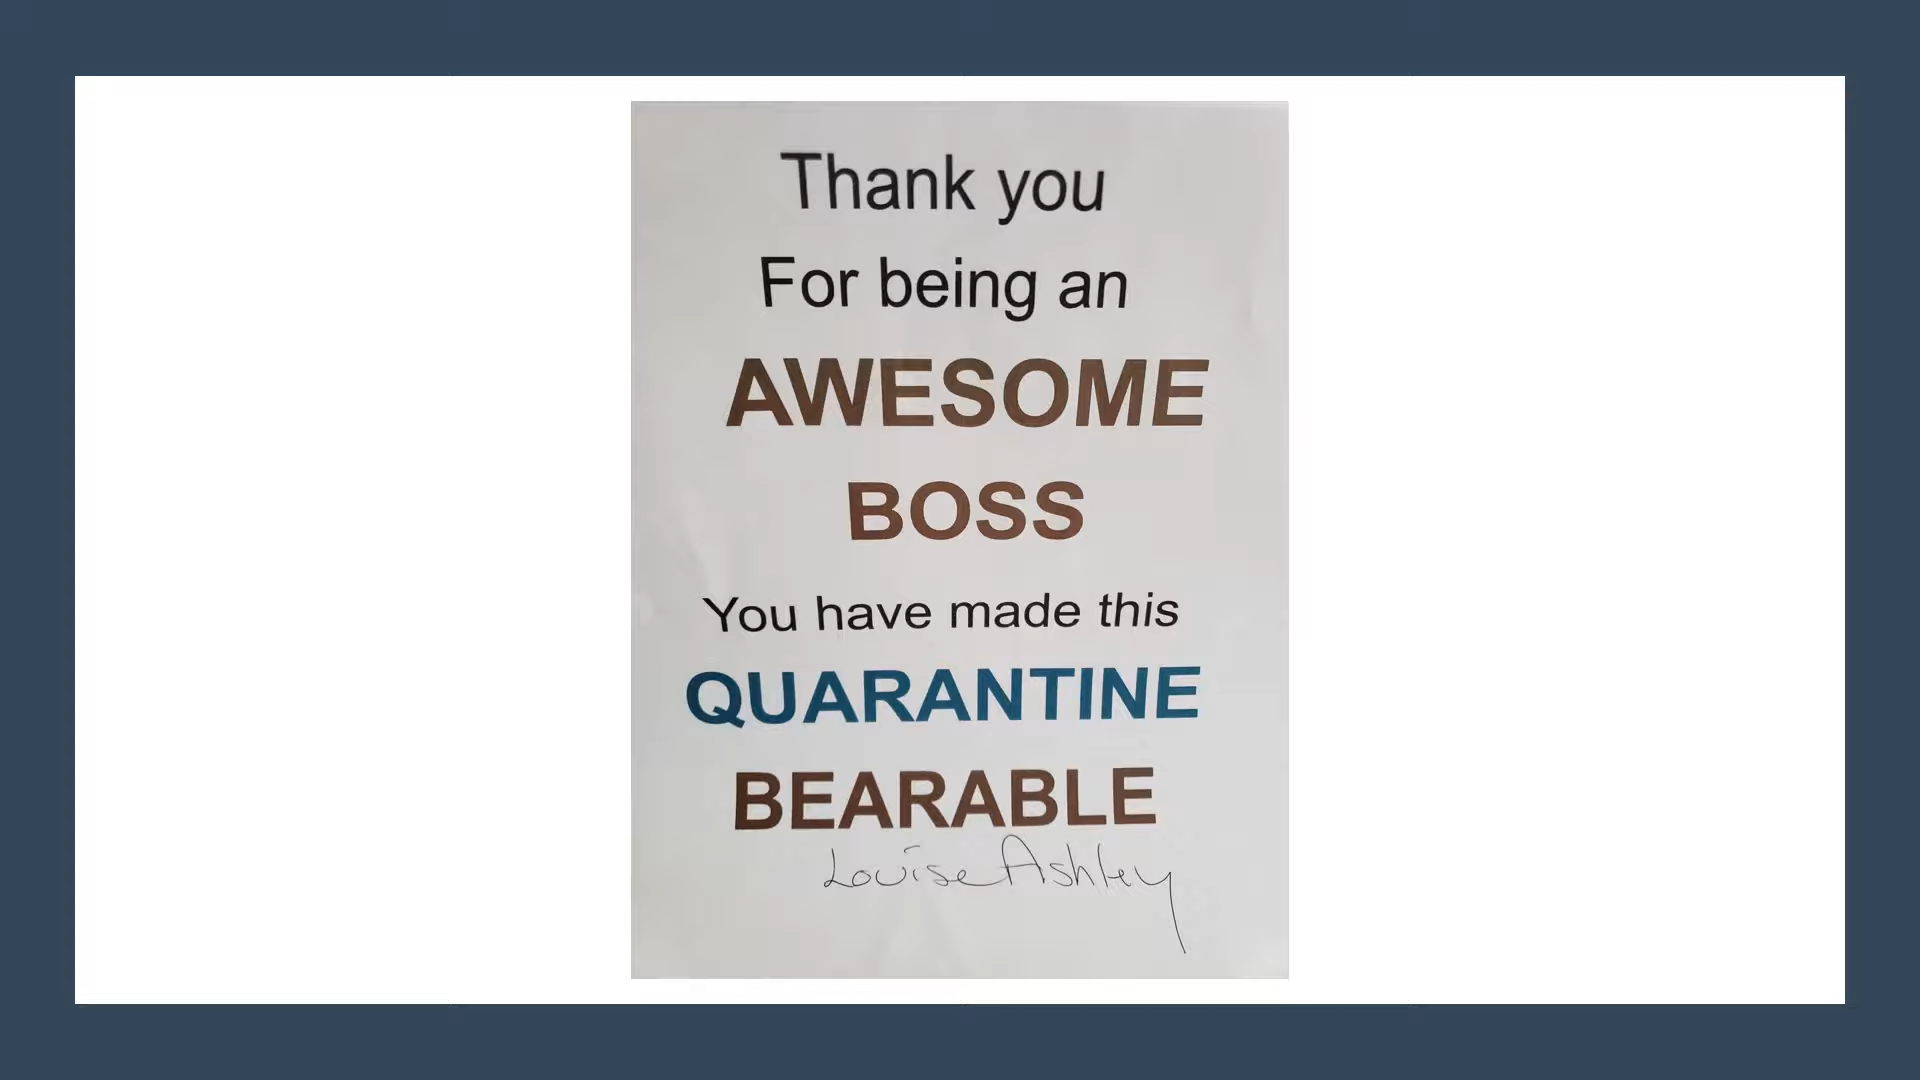 Thank you
For being an
AWESOME
BOSS
You have made this
QUARANTINE
BEARABLE
Louise Ashley